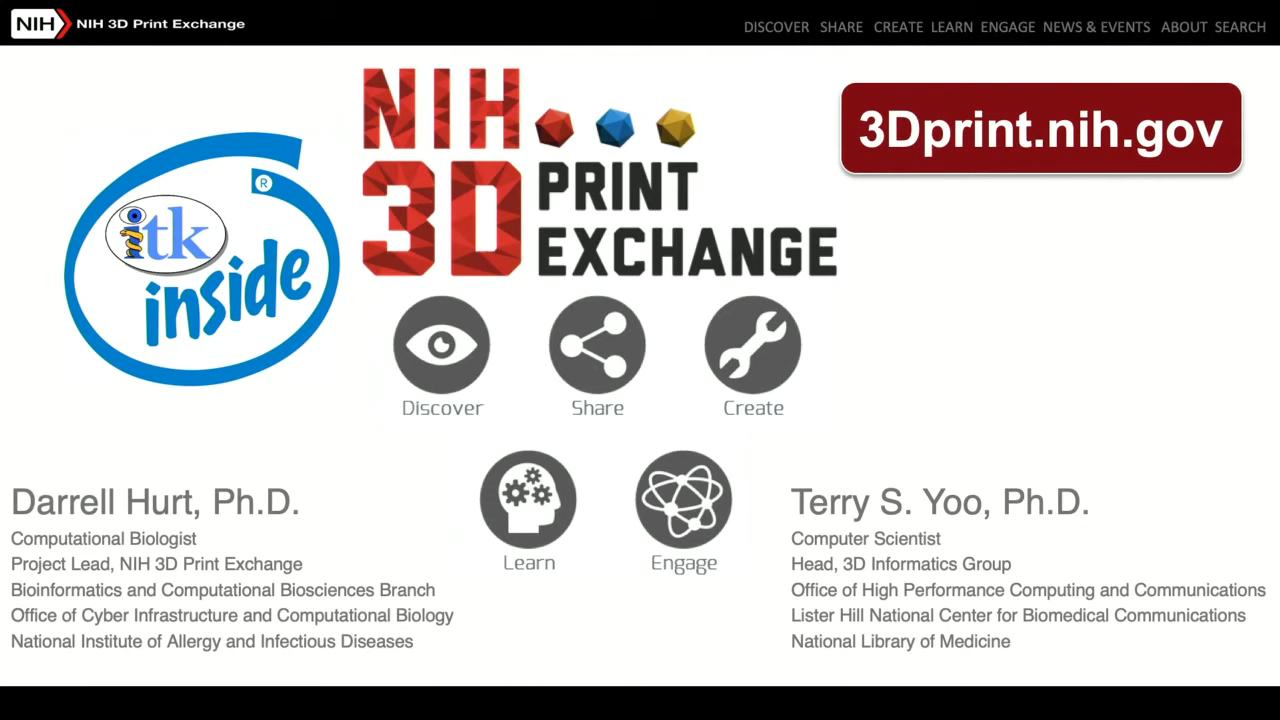 NIH NIH 3D Print Exchange
DISCOVER SHARE CREATE LEARN ENGAGE NEWS & EVENTS ABOUT SEARCH
NIH
3D PRINT
EXCHANGE
3Dprint.nih.gov
®
itk
inside
Discover Share Create
Learn Engage
Darrell Hurt, Ph.D.
Computational Biologist
Project Lead, NIH 3D Print Exchange
Bioinformatics and Computational Biosciences Branch
Office of Cyber Infrastructure and Computational Biology
National Institute of Allergy and Infectious Diseases
Terry S. Yoo, Ph.D.
Computer Scientist
Head, 3D Informatics Group
Office of High Performance Computing and Communications
Lister Hill National Center for Biomedical Communications
National Library of Medicine